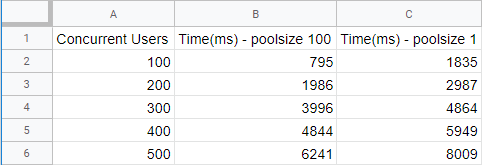 A B C
1 Concurrent Users Time(ms) - poolsize 100 Time(ms) - poolsize 1
2 100 795 1835
3 200 1986 2987
4 300 3996 4864
5 400 4844 5949
6 500 6241 8009